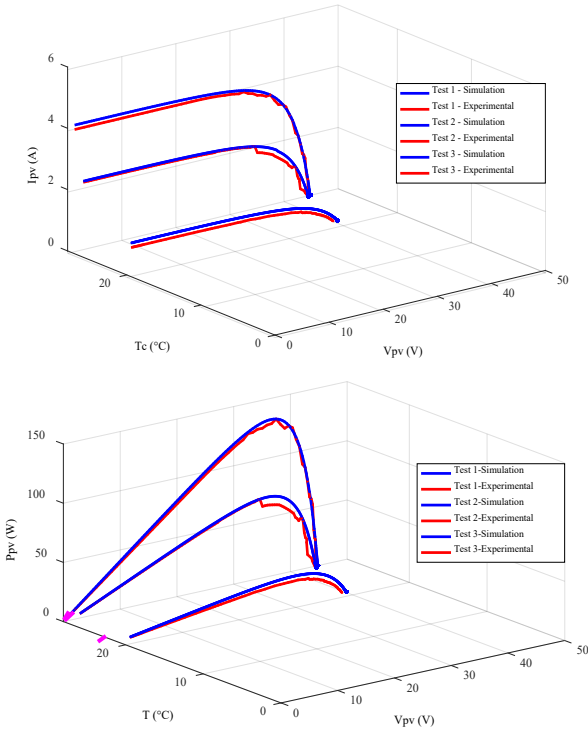 6
4
2
0
Ipv (A)
20
10
0
Tc (°C)
0
10
20
30
40
50
Vpv (V)
Test 1 - Simulation
Test 1 - Experimental
Test 2 - Simulation
Test 2 - Experimental
Test 3 - Simulation
Test 3 - Experimental
150
100
50
0
Ppv (W)
20
10
0
T (°C)
0
10
20
30
40
50
Vpv (V)
Test 1-Simulation
Test 1-Experimental
Test 2-Simulation
Test 2-Experimental
Test 3-Simulation
Test 3-Experimental